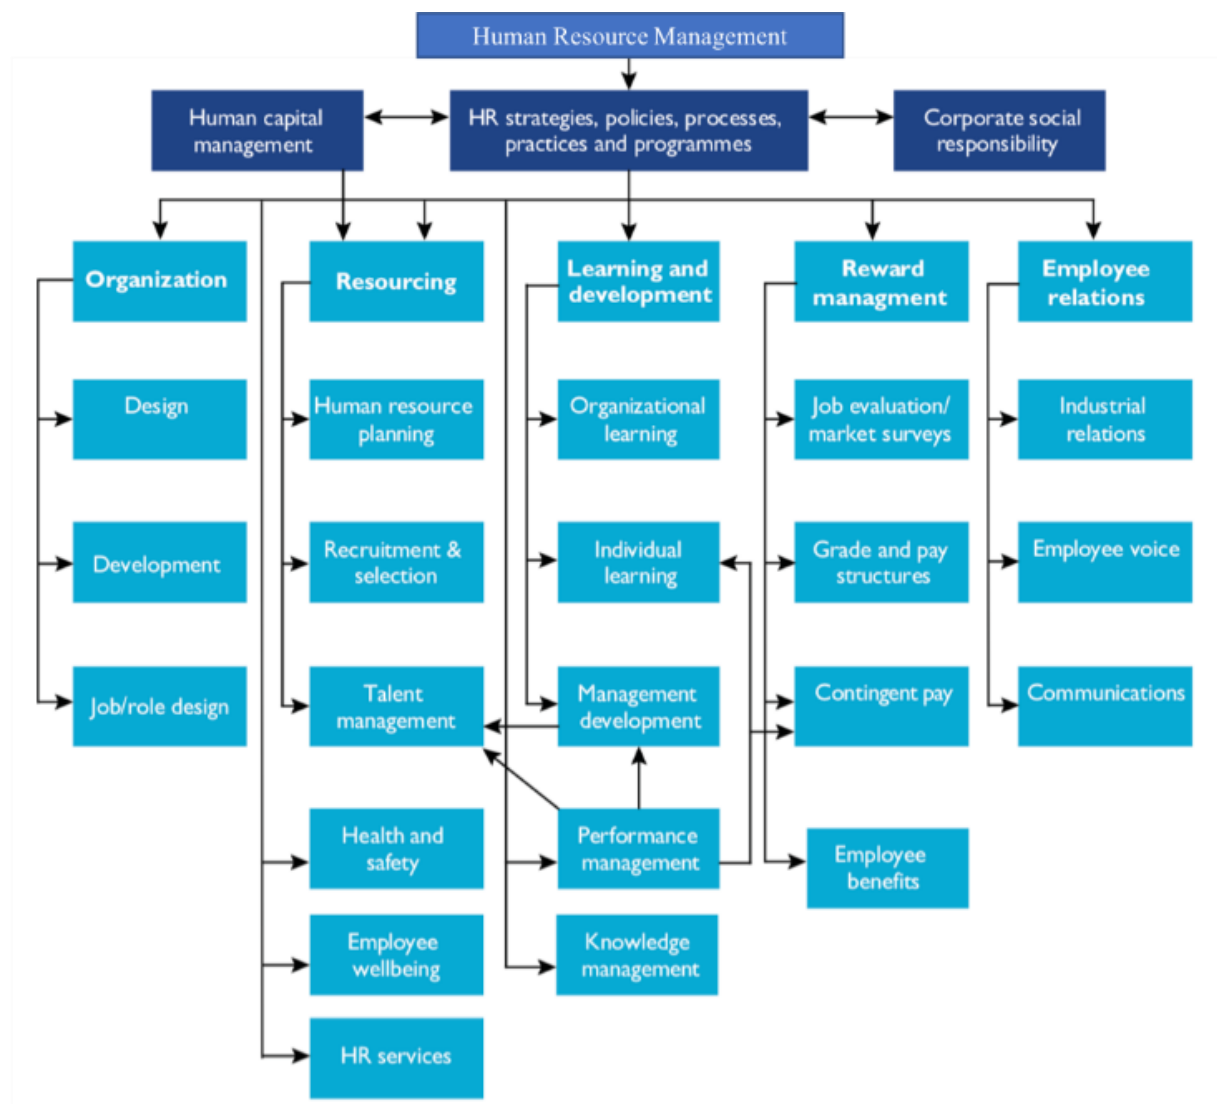 Human Resource Management
Human capital
management
HR strategies, policies, processes,
practices and programmes
Corporate social
responsibility
Organization
Resourcing
Learning and
development
Reward
managment
Employee
relations
Design
Human resource
planning
Organizational
learning
Job evaluation/
market surveys
Industrial
relations
Development
Recruitment &
selection
Individual
learning
Grade and pay
structures
Employee voice
Job/role design
Talent
management
Management
development
Contingent pay
Communications
Health and
safety
Performance
management
Employee
benefits
Employee
wellbeing
Knowledge
management
HR services